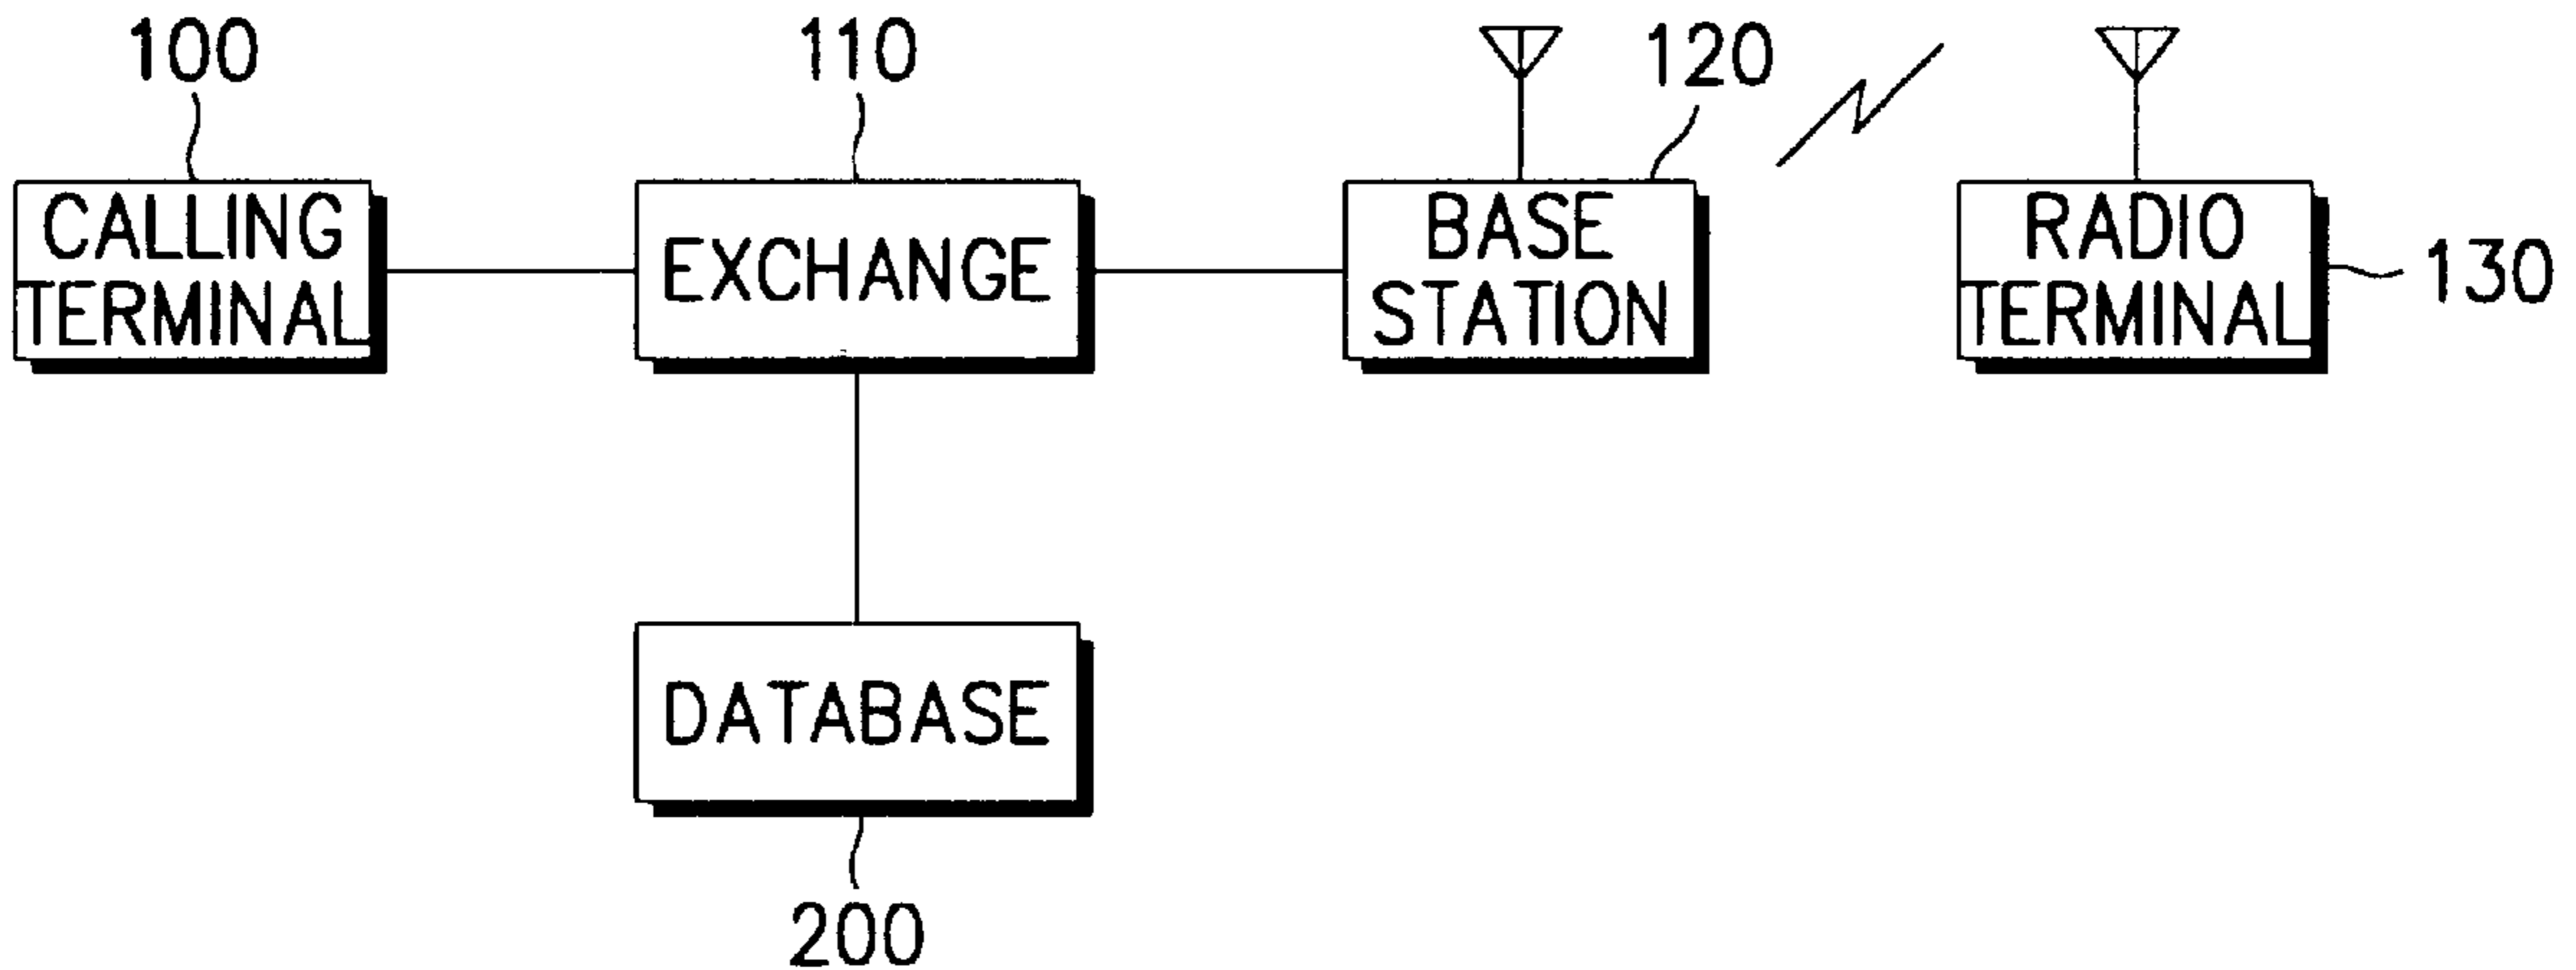 100
110
120
CALLING
TERMINAL
EXCHANGE
BASE
STATION
RADIO
TERMINAL
130
DATABASE
200